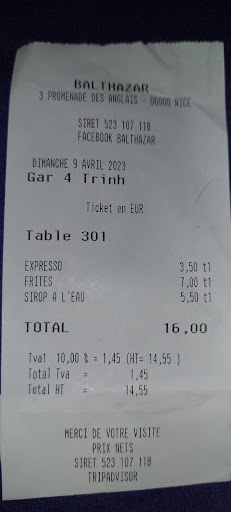 BALTHAZAR
3 PROMENADE DES ANGLAIS - 06000 NICE
SIRET 523 107 118
FACEBOOK BALTHAZAR
DIMANCHE 9 AVRIL 2023
Gar 4 Trinh
Ticket en EUR
Table 301
EXPRESSO 3,50 t1
FRITES 7,00 t1
SIROP A L'EAU 5,50 t1
TOTAL 16,00
Tva1 10,00 % = 1,45 (HT= 14,55 )
Total Tva = 1,45
Total HT = 14,55
MERCI DE VOTRE VISITE
PRIX NETS
SIRET 523 107 118
TRIPADVISOR